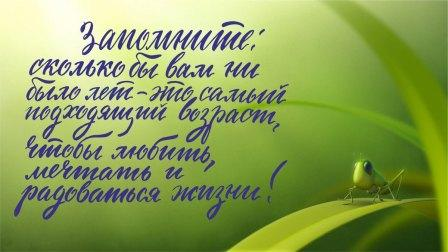 Запомните:
сколько бы вам ни
было лет - это самый
подходящий возраст,
чтобы любить,
мечтать и
радоваться жизни!